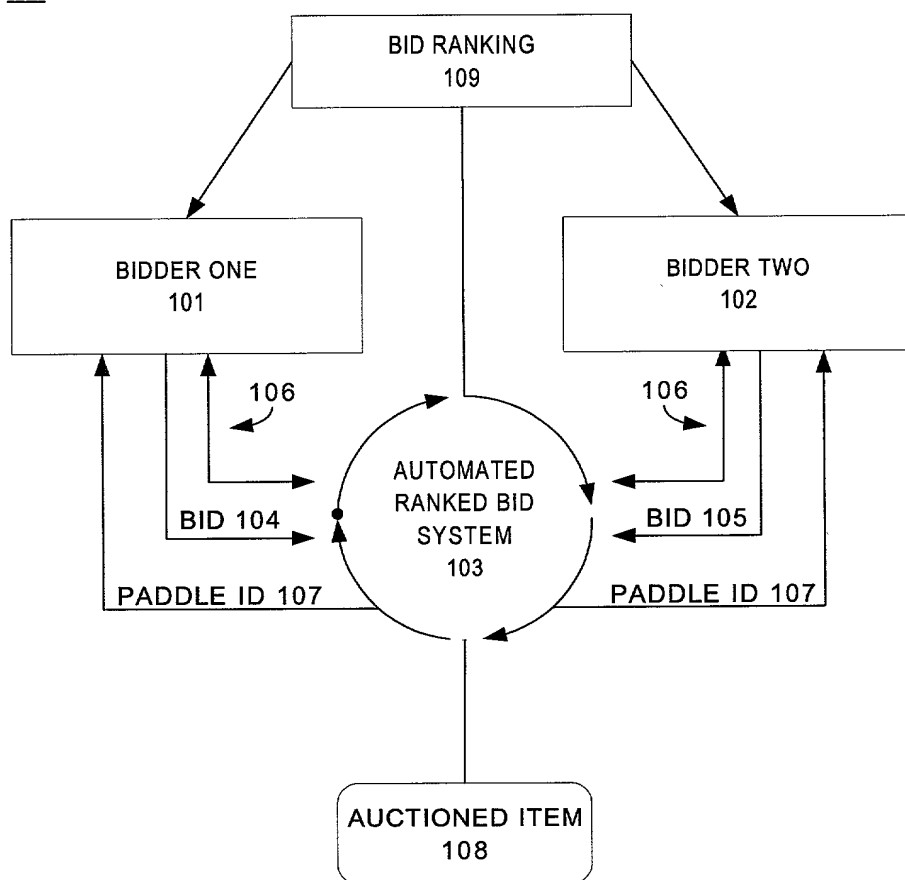 BID RANKING
109
BIDDER ONE
101
BIDDER TWO
102
106
106
AUTOMATED
RANKED BID
SYSTEM
103
BID 104
BID 105
PADDLE ID 107
PADDLE ID 107
AUCTIONED ITEM
108